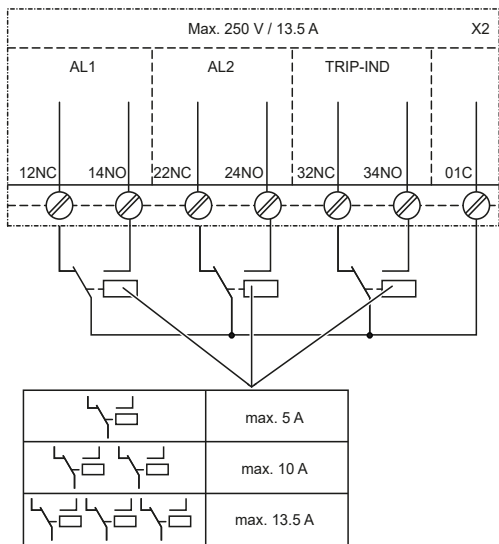 Max. 250 V / 13.5 A X2
AL1 AL2 TRIP-IND
12NC 14NO 22NC 24NO 32NC 34NO 01C
max. 5 A
max. 10 A
max. 13.5 A